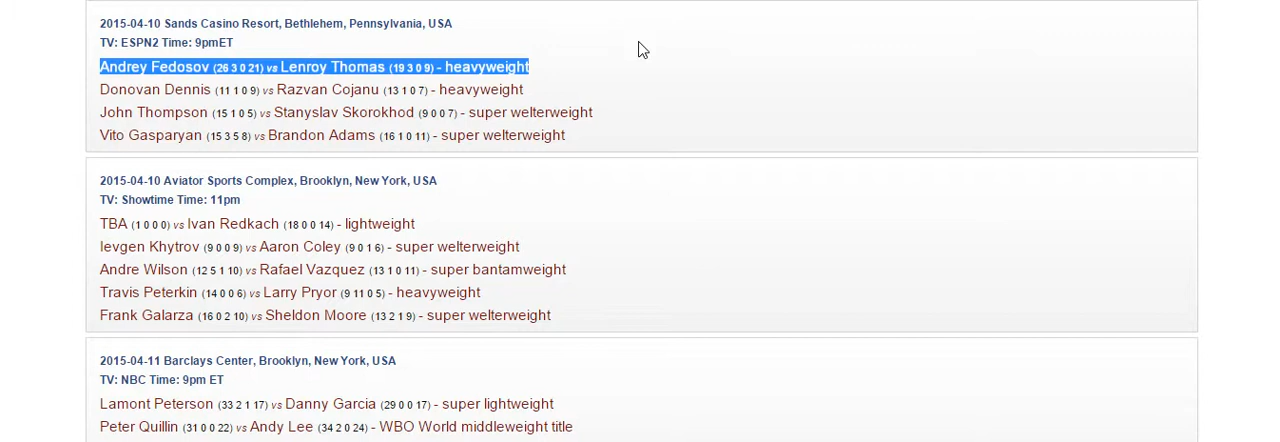 2015-04-10 Sands Casino Resort, Bethlehem, Pennsylvania, USA
TV: ESPN2 Time: 9pmET
Andrey Fedosov (26 3 0 21) vs Lenroy Thomas (19 3 0 9) - heavyweight
Donovan Dennis (11 1 0 9) vs Razvan Cojanu (13 1 0 7) - heavyweight
John Thompson (15 1 0 5) vs Stanyslav Skorokhod (9 0 0 7) - super welterweight
Vito Gasparyan (15 3 5 8) vs Brandon Adams (16 1 0 11) - super welterweight
2015-04-10 Aviator Sports Complex, Brooklyn, New York, USA
TV: Showtime Time: 11pm
TBA (1 0 0 0) vs Ivan Redkach (18 0 0 14) - lightweight
Ievgen Khytrov (9 0 0 9) vs Aaron Coley (9 0 1 6) - super welterweight
Andre Wilson (12 5 1 10) vs Rafael Vazquez (13 1 0 11) - super bantamweight
Travis Peterkin (14 0 0 6) vs Larry Pryor (9 11 0 5) - heavyweight
Frank Galarza (16 0 2 10) vs Sheldon Moore (13 2 1 9) - super welterweight
2015-04-11 Barclays Center, Brooklyn, New York, USA
TV: NBC Time: 9pm ET
Lamont Peterson (33 2 1 17) vs Danny Garcia (29 0 0 17) - super lightweight
Peter Quillin (31 0 0 22) vs Andy Lee (34 2 0 24) - WBO World middleweight title